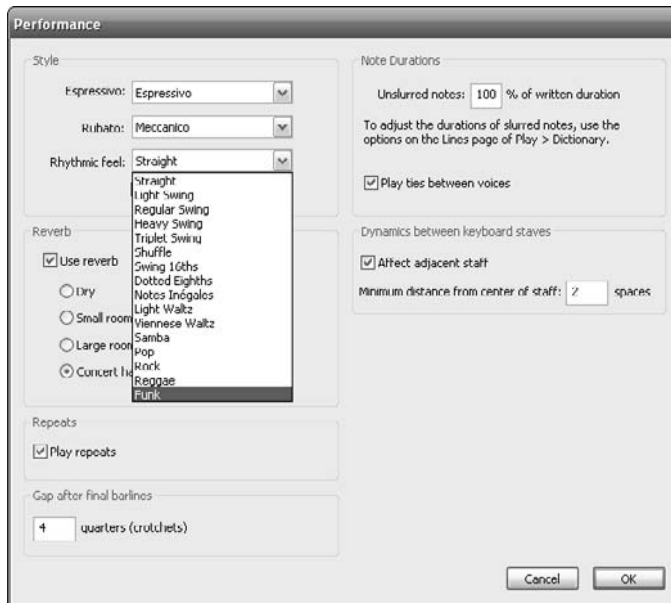 Performance
Style
Espressivo: Espressivo
Rubato: Meccanico
Rhythmic feel: Straight
Straight
Light Swing
Regular Swing
Heavy Swing
Triplet Swing
Shuffle
Swing 16ths
Dotted Eighths
Notes Inégales
Light Waltz
Viennese Waltz
Samba
Pop
Rock
Reggae
Funk
Reverb
Use reverb
Dry
Small room
Large room
Concert ha
Repeats
Play repeats
Gap after final barlines
4 quarters (crotchets)
Note Durations
Unslurred notes: 100 % of written duration
To adjust the durations of slurred notes, use the
options on the Lines page of Play > Dictionary.
Play ties between voices
Dynamics between keyboard staves
Affect adjacent staff
Minimum distance from center of staff: 2 spaces
Cancel OK